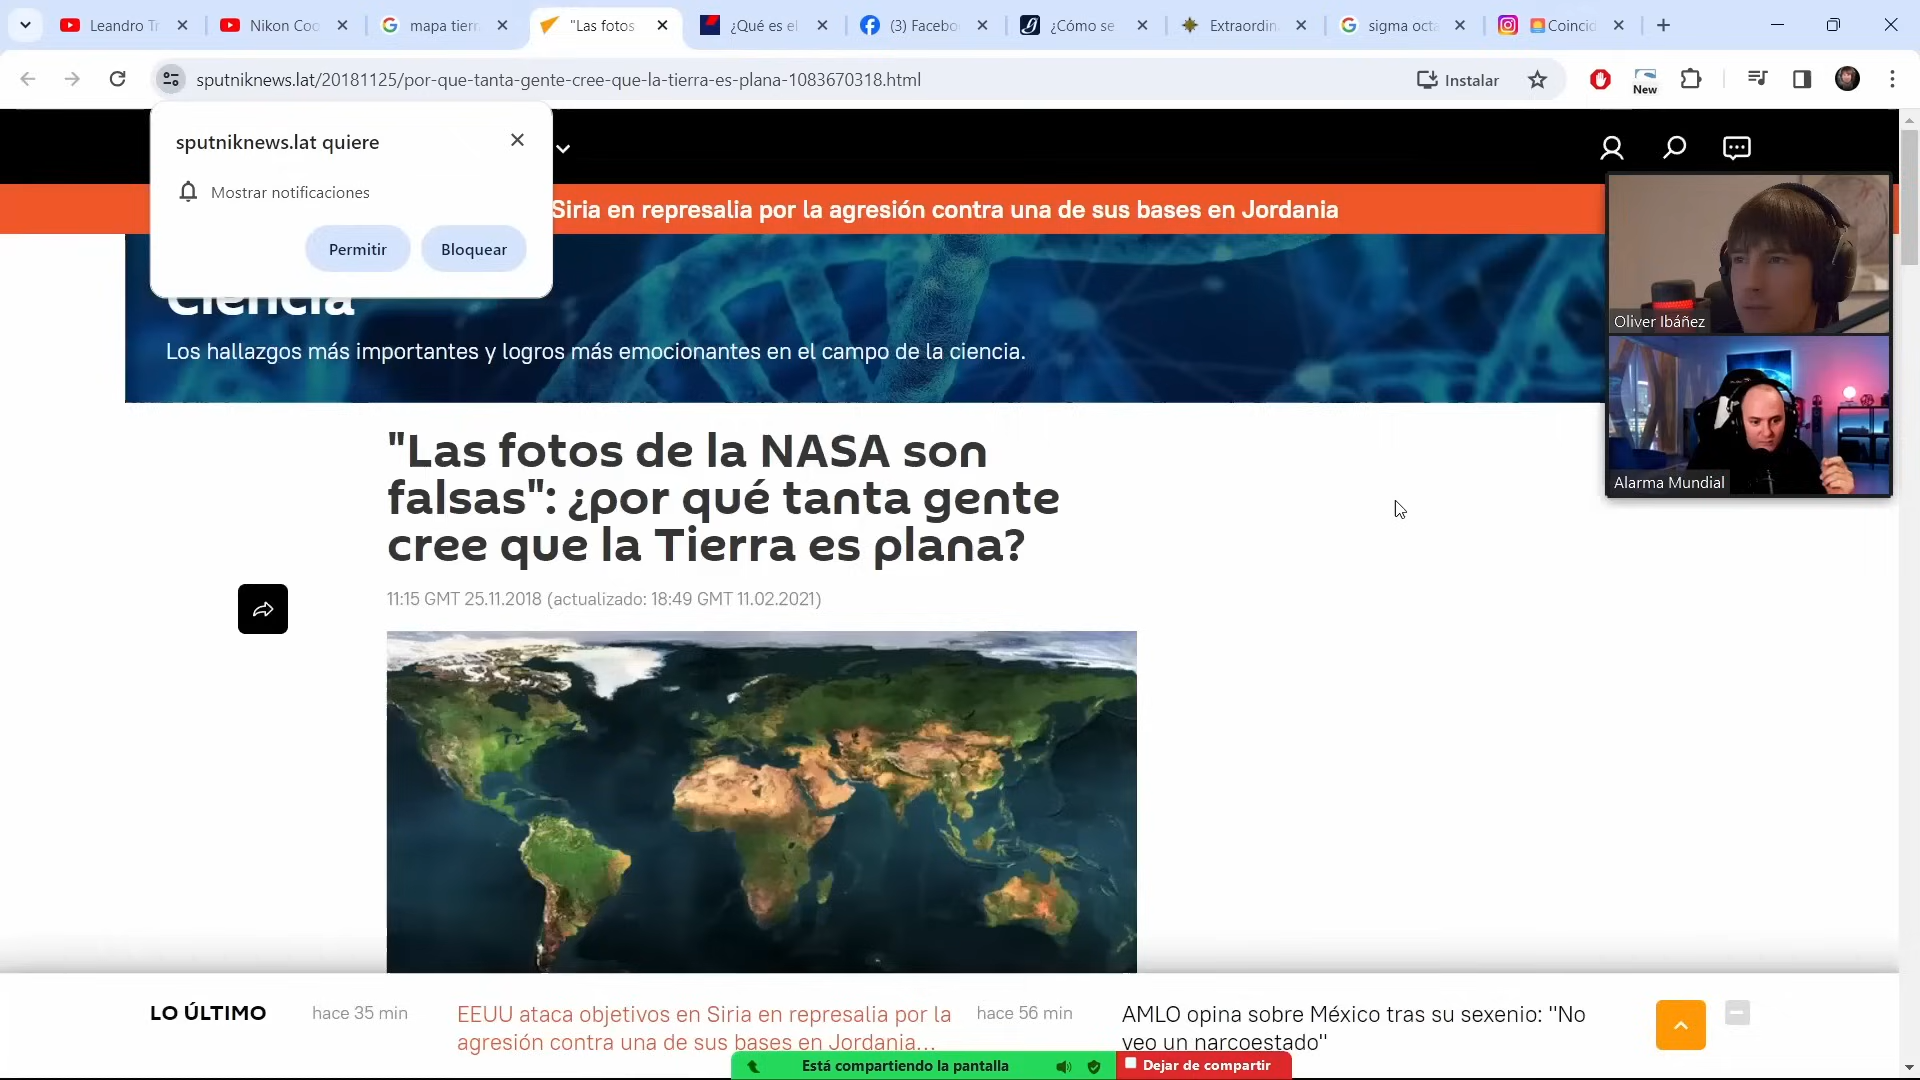 Leandro Tr
Nikon Coo
mapa tierr
"Las fotos
¿Qué es el
(3) Facebo
¿Cómo se
Extraordin
sigma octa
Coincid
sputniknews.lat/20181125/por-que-tanta-gente-cree-que-la-tierra-es-plana-1083670318.html
Instalar
New
sputniknews.lat quiere
Mostrar notificaciones
Permitir
Bloquear
Siria en represalia por la agresión contra una de sus bases en Jordania
Ciencia
Los hallazgos más importantes y logros más emocionantes en el campo de la ciencia.
Oliver Ibáñez
Alarma Mundial
"Las fotos de la NASA son
falsas": ¿por qué tanta gente
cree que la Tierra es plana?
11:15 GMT 25.11.2018 (actualizado: 18:49 GMT 11.02.2021)
LO ÚLTIMO
hace 35 min
EEUU ataca objetivos en Siria en represalia por la
agresión contra una de sus bases en Jordania...
hace 56 min
AMLO opina sobre México tras su sexenio: "No
veo un narcoestado"
Está compartiendo la pantalla
Dejar de compartir